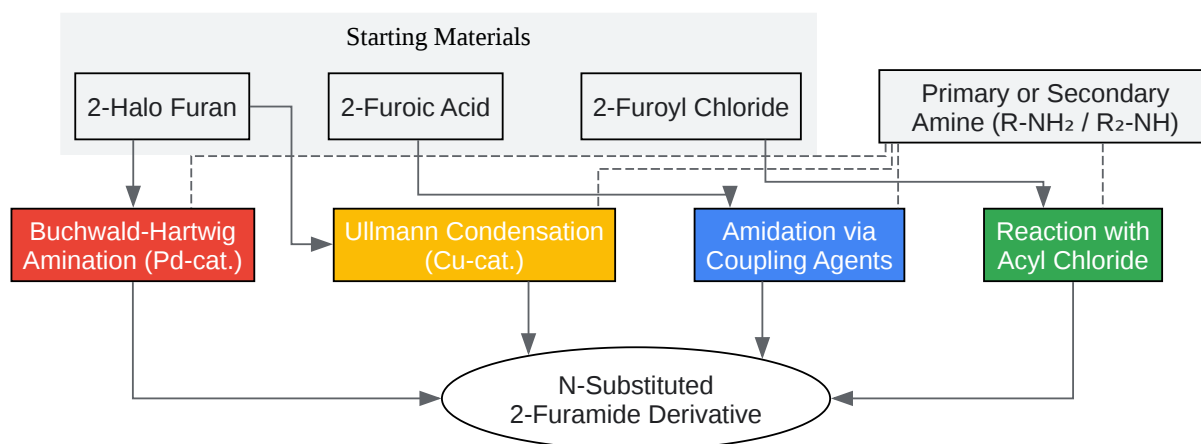 Starting Materials
2-Halo Furan
2-Furoic Acid
2-Furoyl Chloride
Primary or Secondary
Amine (R-NH₂ / R₂-NH)
Buchwald-Hartwig
Amination (Pd-cat.)
Ullmann Condensation
(Cu-cat.)
Amidation via
Coupling Agents
Reaction with
Acyl Chloride
N-Substituted
2-Furamide Derivative